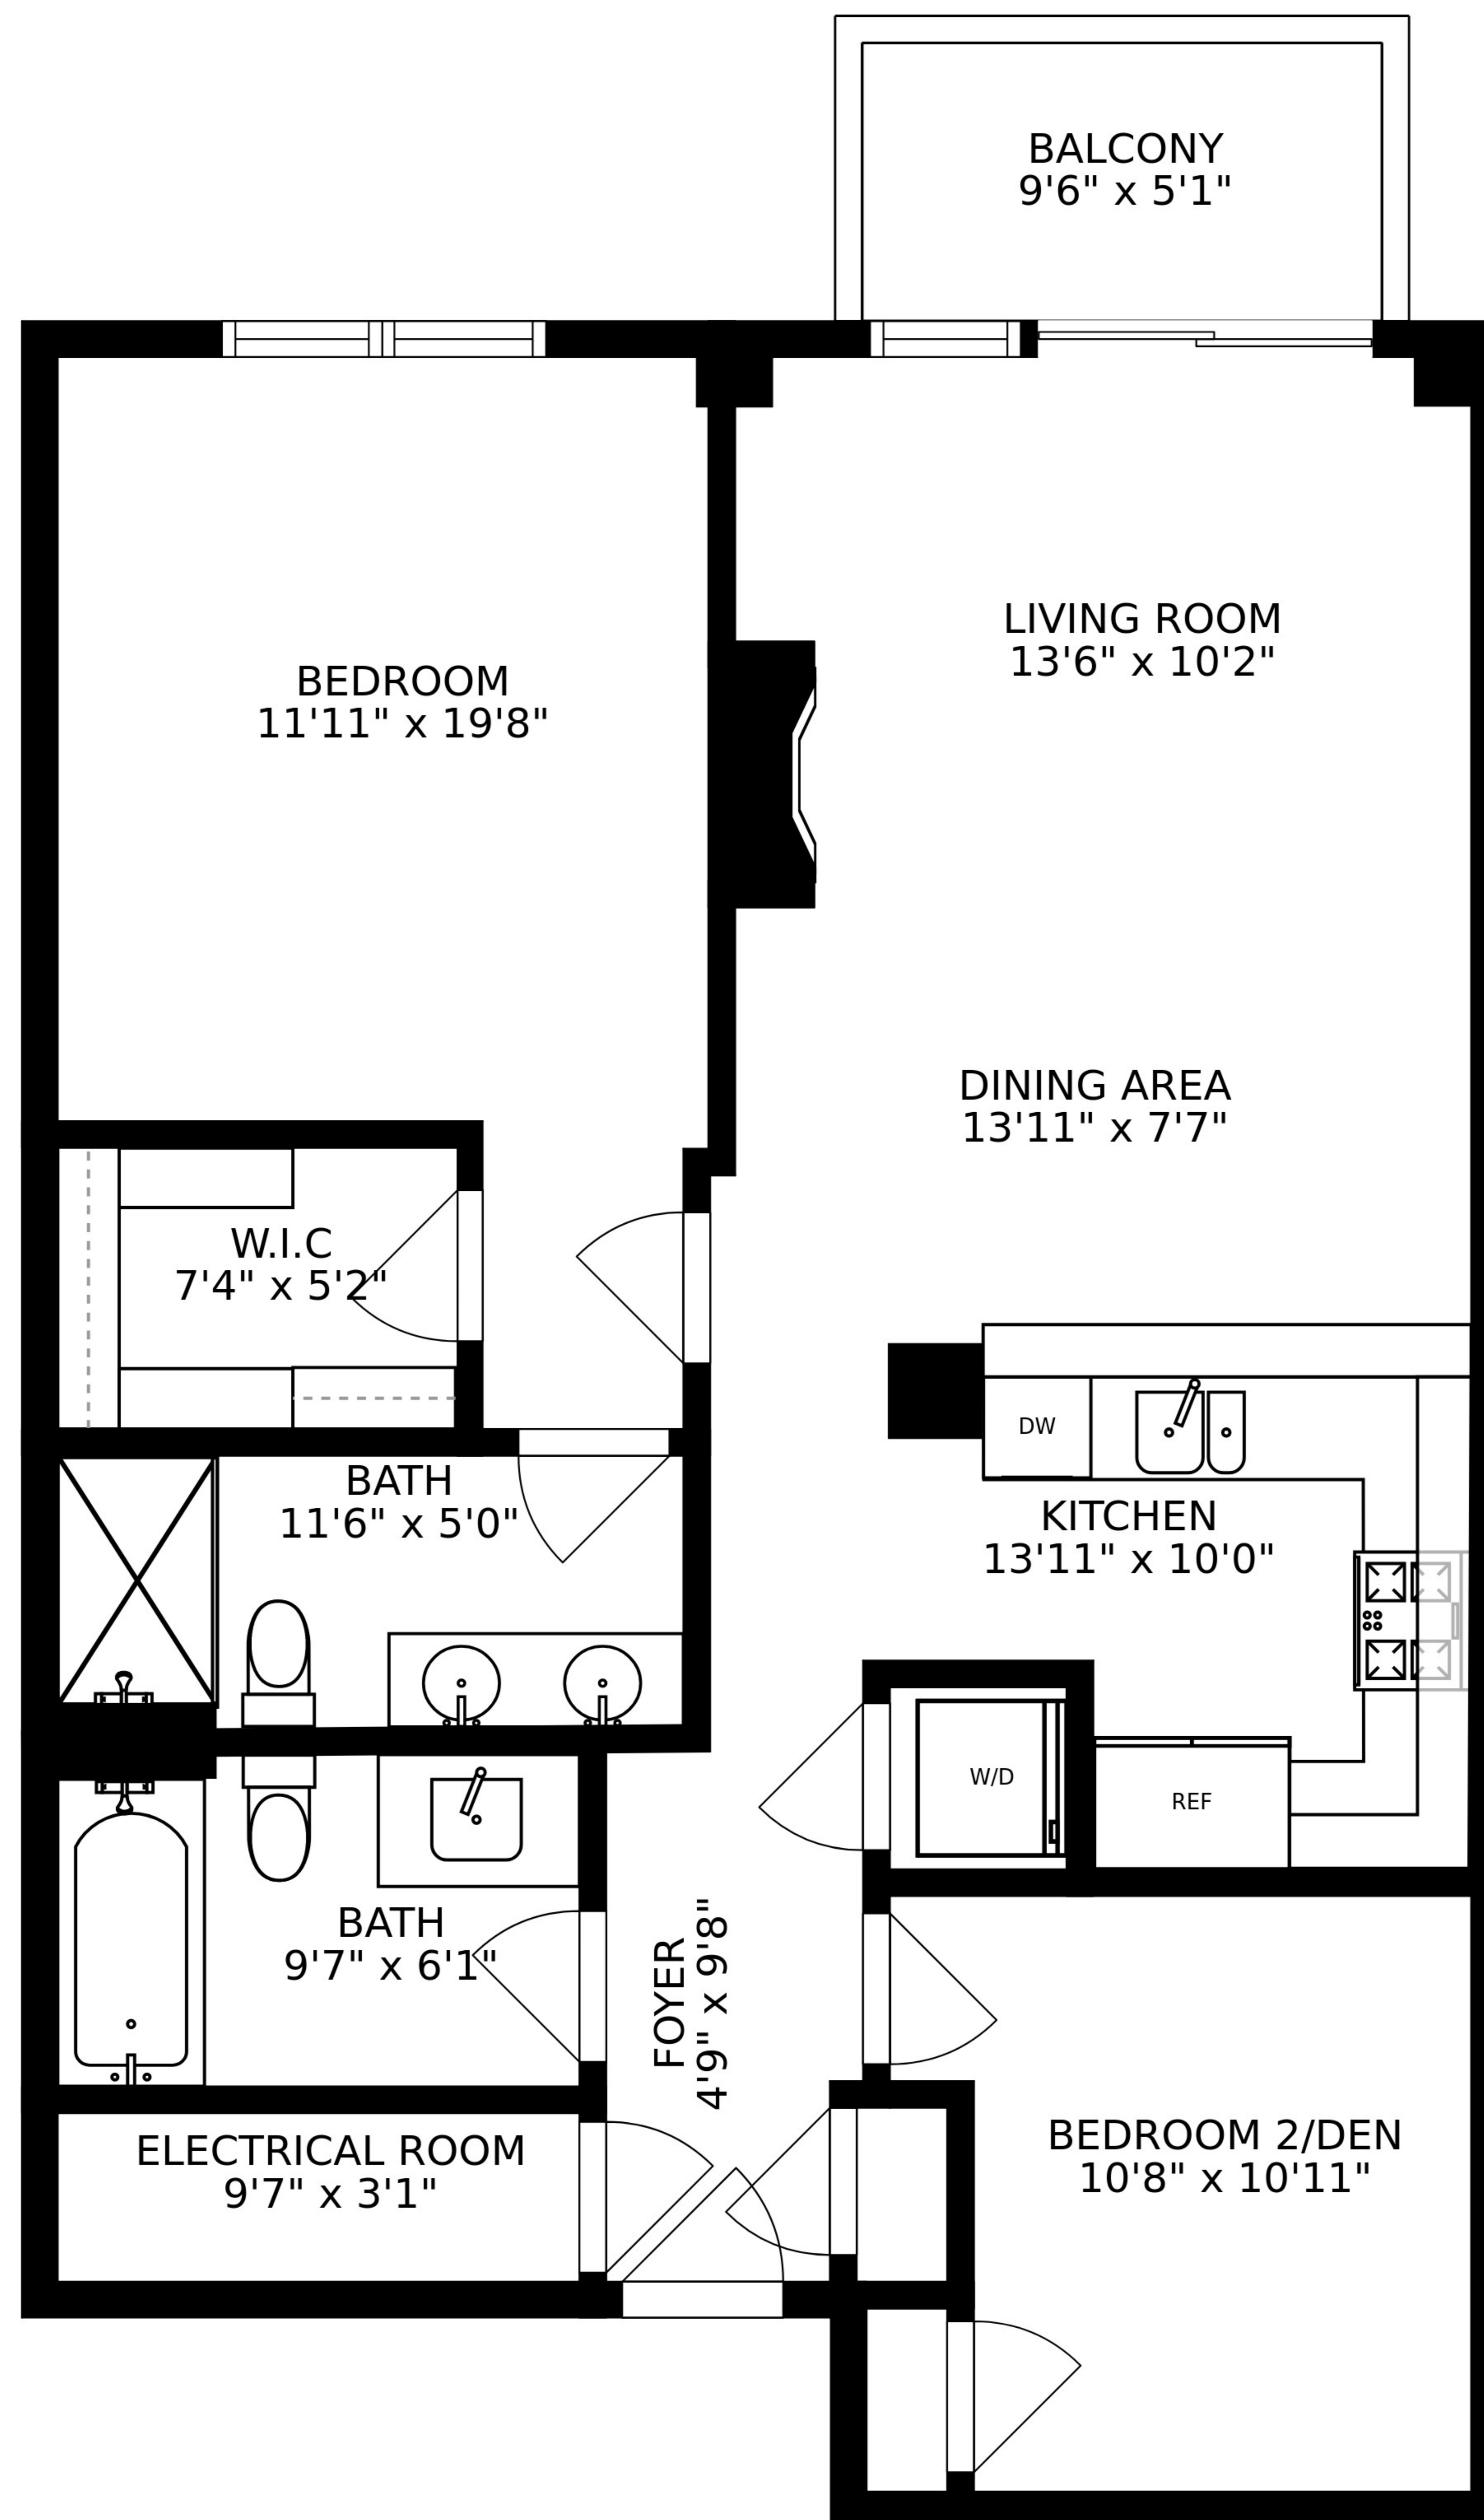 BALCONY
9'6" x 5'1"
LIVING ROOM
13'6" x 10'2"
BEDROOM
11'11" x 19'8"
DINING AREA
13'11" x 7'7"
W.I.C
7'4" x 5'2"
DW
BATH
11'6" x 5'0"
KITCHEN
13'11" x 10'0"
W/D
REF
BATH
9'7" x 6'1"
FOYER
4'9" x 9'8"
BEDROOM 2/DEN
10'8" x 10'11"
ELECTRICAL ROOM
9'7" x 3'1"